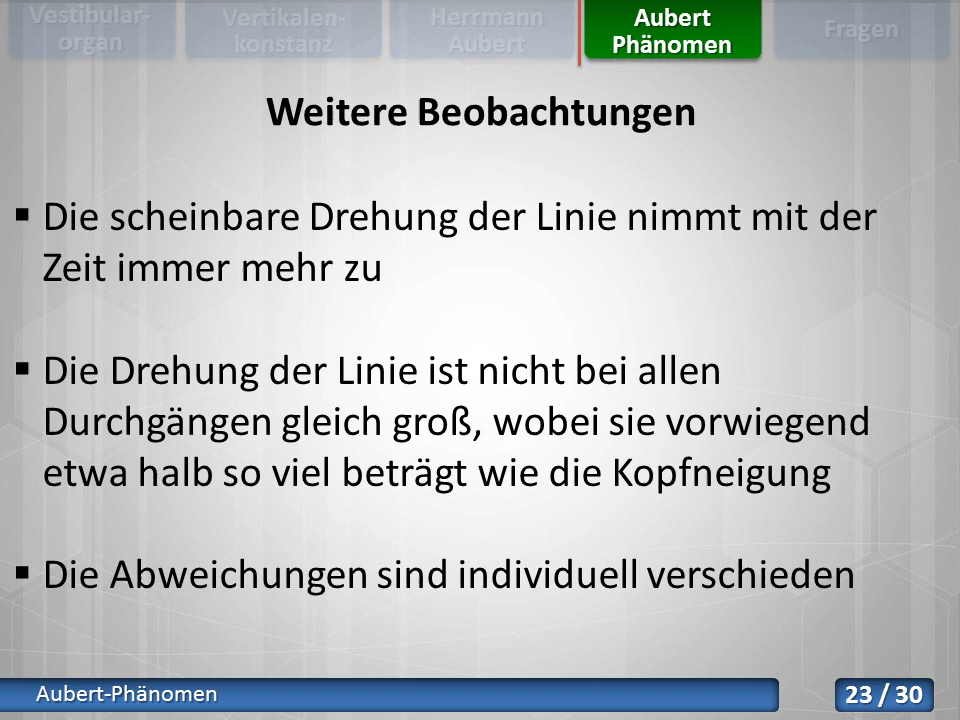 Vestibular-
organ
Vertikalen-
konstanz
Herrmann
Aubert
Aubert
Phänomen
Fragen
Weitere Beobachtungen
▪ Die scheinbare Drehung der Linie nimmt mit der
Zeit immer mehr zu
▪ Die Drehung der Linie ist nicht bei allen
Durchgängen gleich groß, wobei sie vorwiegend
etwa halb so viel beträgt wie die Kopfneigung
▪ Die Abweichungen sind individuell verschieden
Aubert-Phänomen
23 / 30